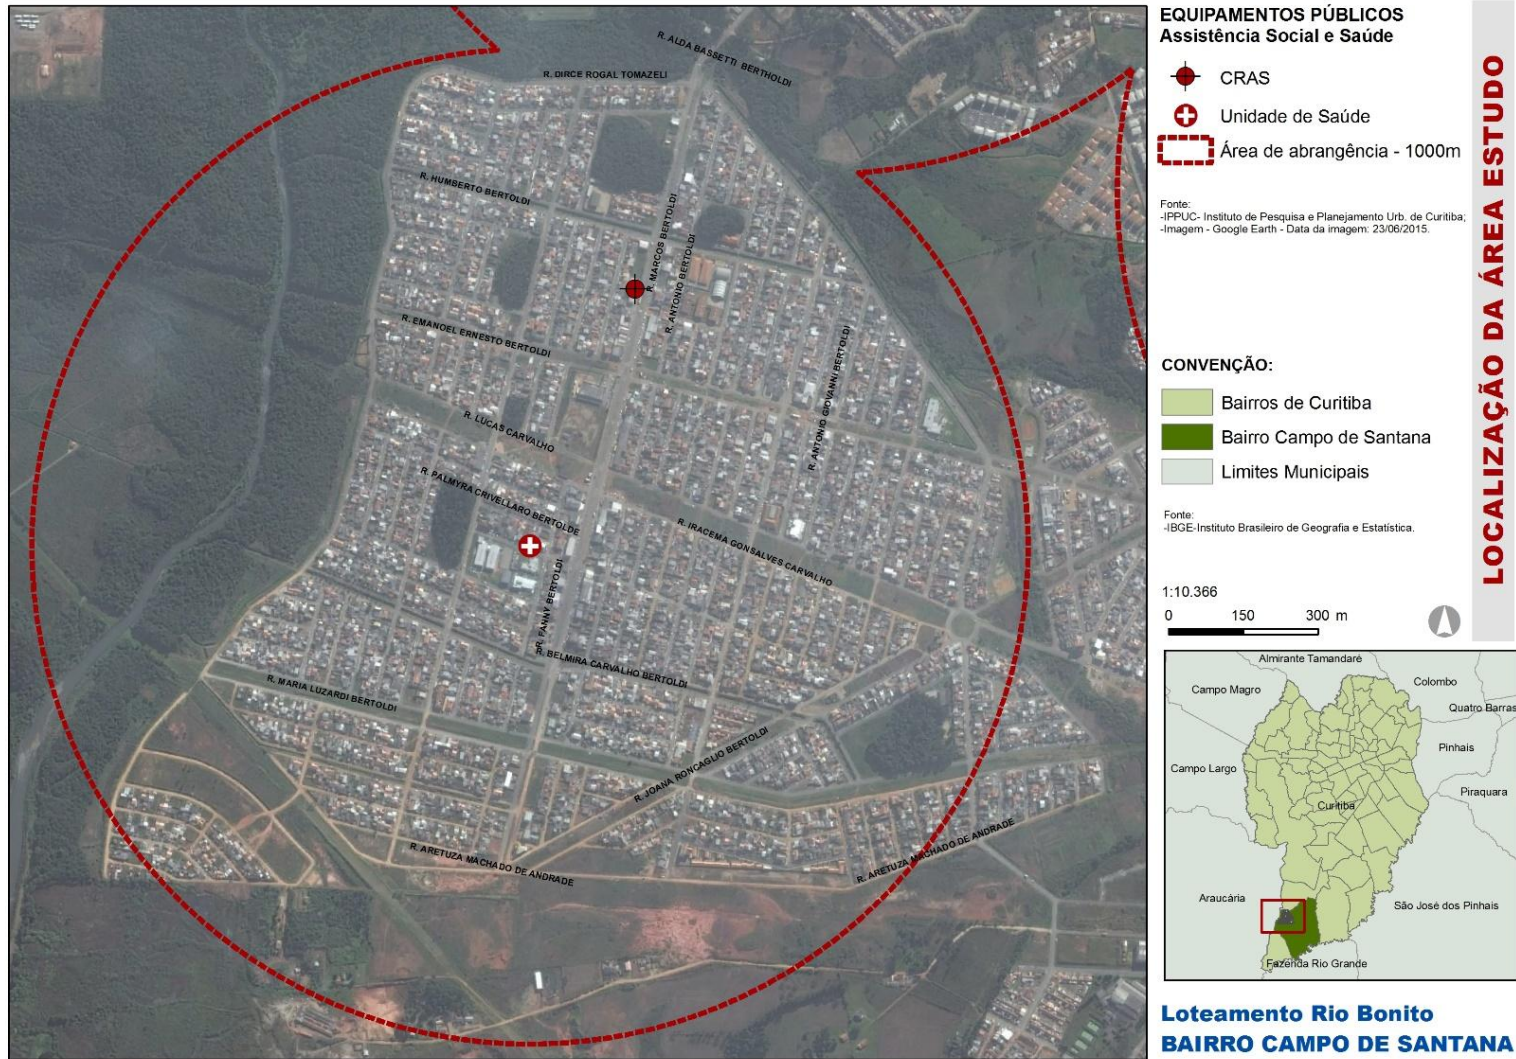 R. ALDA BASSETTI BERTHOLDI
R. DIRCE ROGAL TOMAZELI
R. HUMBERTO BERTOLDI
R. MARCOS BERTOLDI
R. ANTONIO BERTOLDI
R. EMANOEL ERNESTO BERTOLDI
R. ANTONIO GIOVANNI BERTOLDI
R. LUCAS CARVALHO
R. PALMYRA CRIVELLARO BERTOLDE
R. IRACEMA GONSALVES CARVALHO
R. FANNY BERTOLDI
R. BELMIRA CARVALHO BERTOLDI
R. MARIA LUZARDI BERTOLDI
R. JOANA RONCAGLIO BERTOLDI
R. ARETUZA MACHADO DE ANDRADE
R. ARETUZA MACHADO DE ANDRADE
EQUIPAMENTOS PÚBLICOS
Assistência Social e Saúde
CRAS
Unidade de Saúde
Área de abrangência - 1000m
Fonte:
-IPPUC- Instituto de Pesquisa e Planejamento Urb. de Curitiba;
-Imagem - Google Earth - Data da imagem: 23/06/2015.
CONVENÇÃO:
Bairros de Curitiba
Bairro Campo de Santana
Limites Municipais
Fonte:
-IBGE-Instituto Brasileiro de Geografia e Estatística.
1:10.366
0 150 300 m
Almirante Tamandaré
Campo Magro
Colombo
Quatro Barras
Pinhais
Campo Largo
Piraquara
Curitiba
Araucária
São José dos Pinhais
Fazenda Rio Grande
Loteamento Rio Bonito
BAIRRO CAMPO DE SANTANA
LOCALIZAÇÃO DA ÁREA ESTUDO